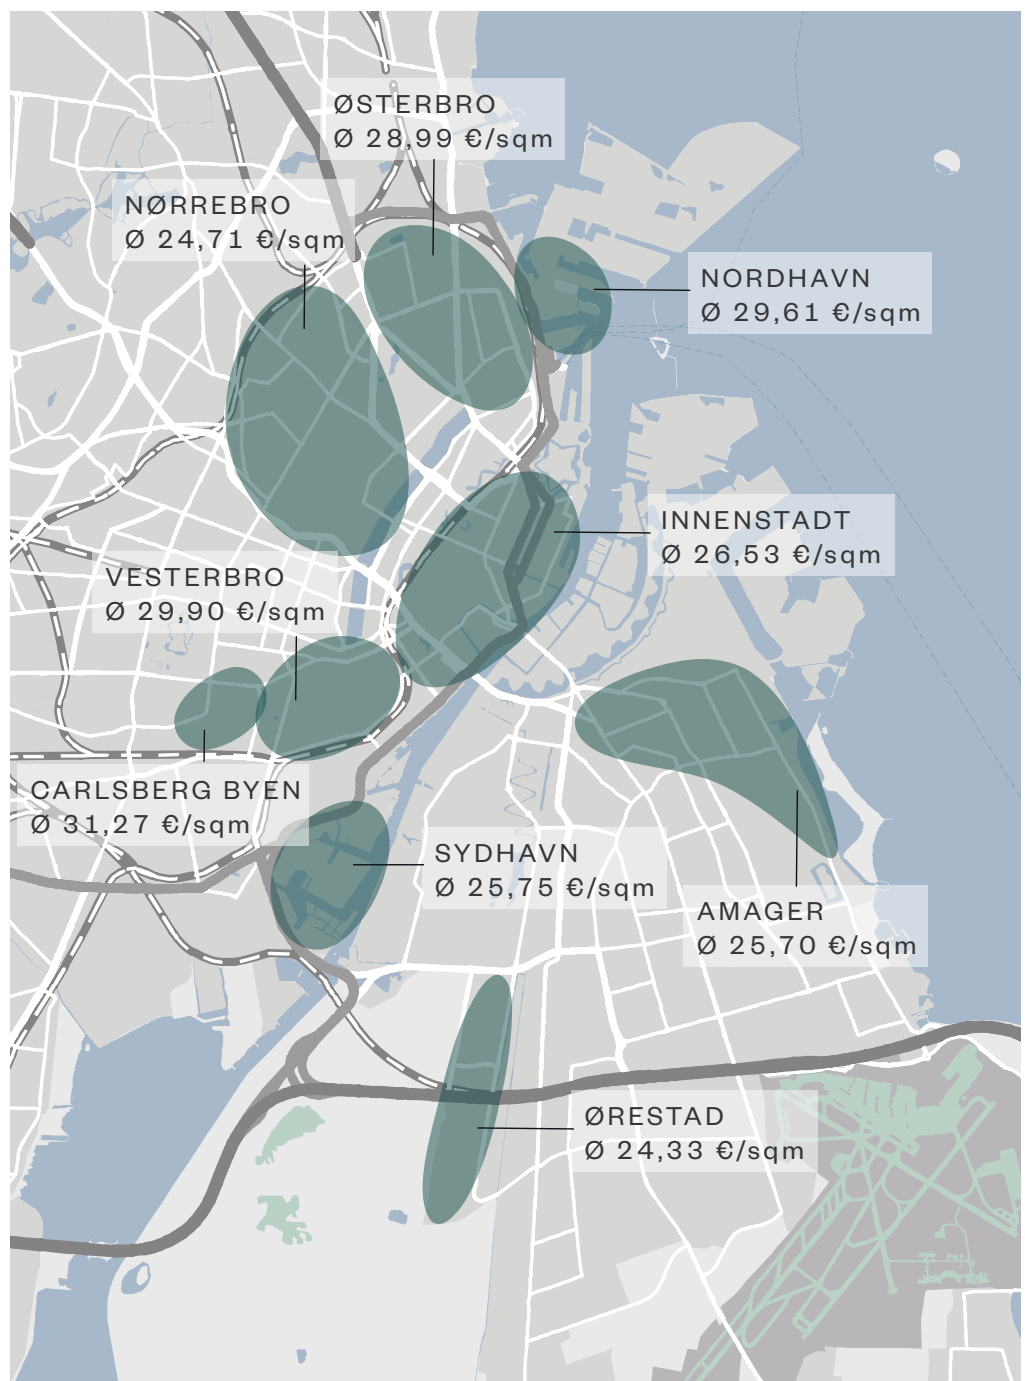 ØSTERBRO
Ø 28,99 €/sqm
NØRREBRO
Ø 24,71 €/sqm
NORDHAVN
Ø 29,61 €/sqm
INNENSTADT
Ø 26,53 €/sqm
VESTERBRO
Ø 29,90 €/sqm
CARLSBERG BYEN
Ø 31,27 €/sqm
SYDHAVN
Ø 25,75 €/sqm
AMAGER
Ø 25,70 €/sqm
ØRESTAD
Ø 24,33 €/sqm